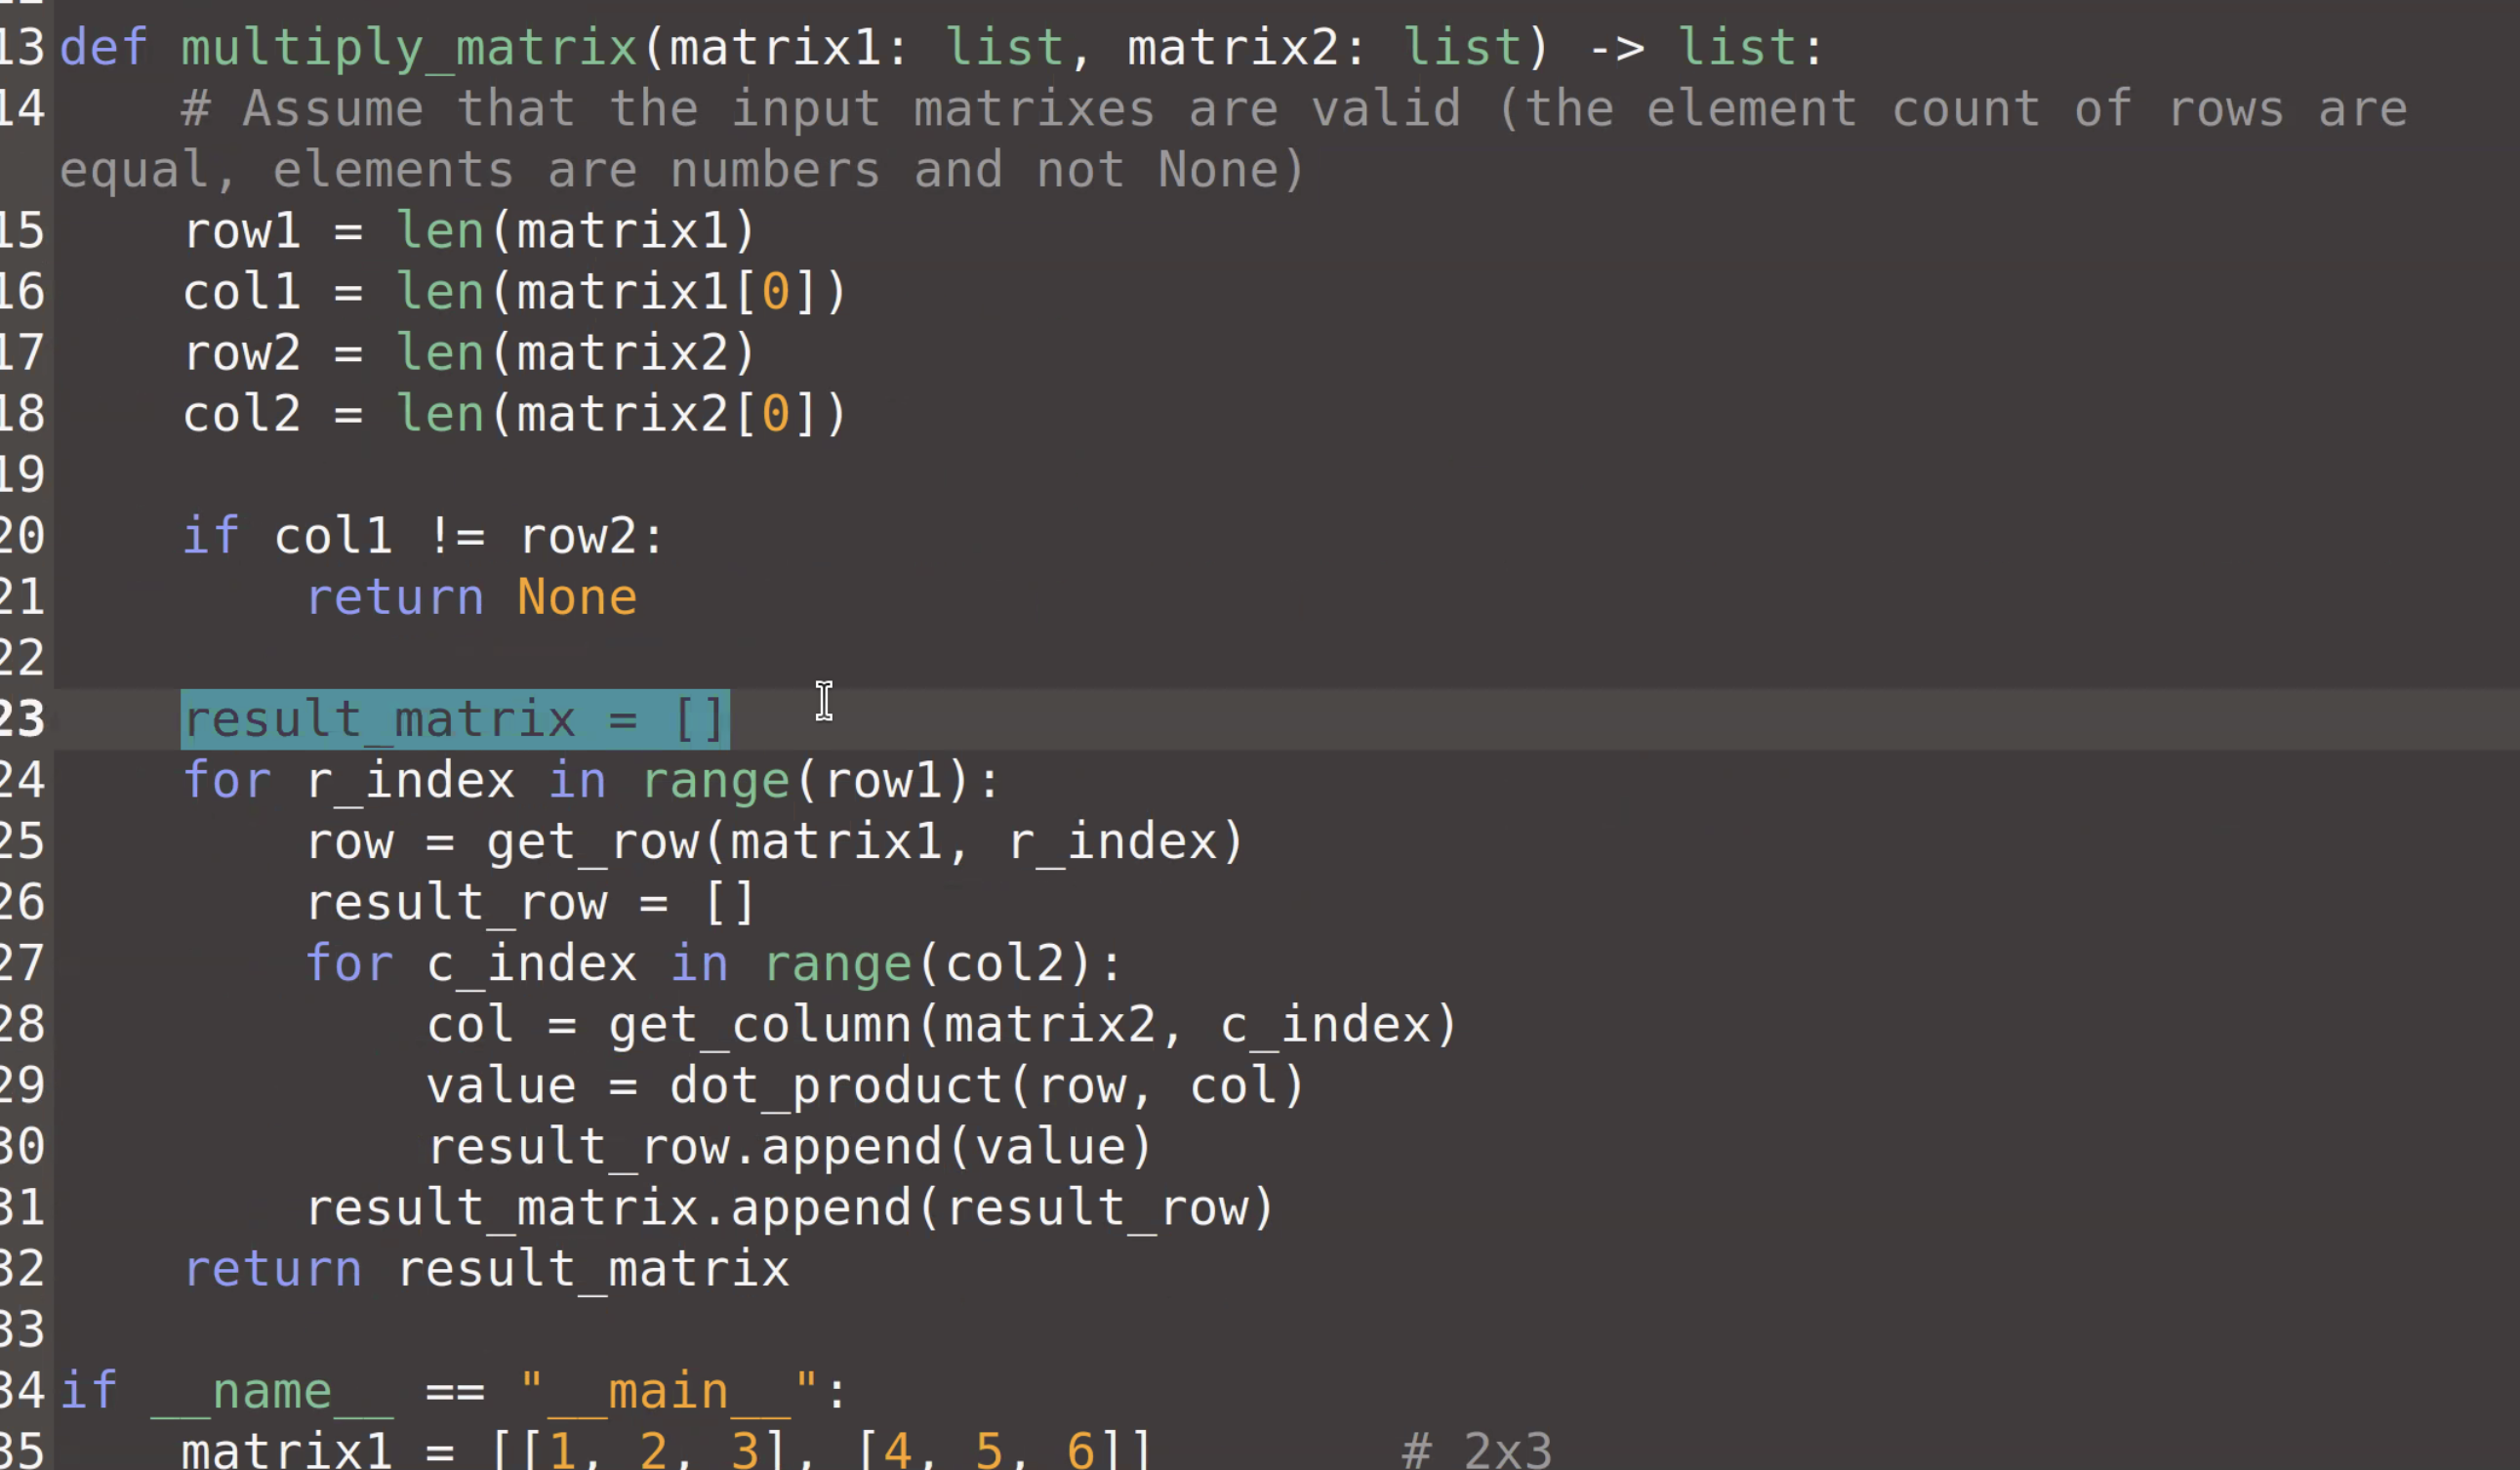 13 def multiply_matrix(matrix1: list, matrix2: list) -> list:
14     # Assume that the input matrixes are valid (the element count of rows are
equal, elements are numbers and not None)
15     row1 = len(matrix1)
16     col1 = len(matrix1[0])
17     row2 = len(matrix2)
18     col2 = len(matrix2[0])
19
20     if col1 != row2:
21         return None
22
23     result_matrix = []
24     for r_index in range(row1):
25         row = get_row(matrix1, r_index)
26         result_row = []
27         for c_index in range(col2):
28             col = get_column(matrix2, c_index)
29             value = dot_product(row, col)
30             result_row.append(value)
31         result_matrix.append(result_row)
32     return result_matrix
33
34 if __name__ == "__main__":
35     matrix1 = [[1, 2, 3], [4, 5, 6]]        # 2x3